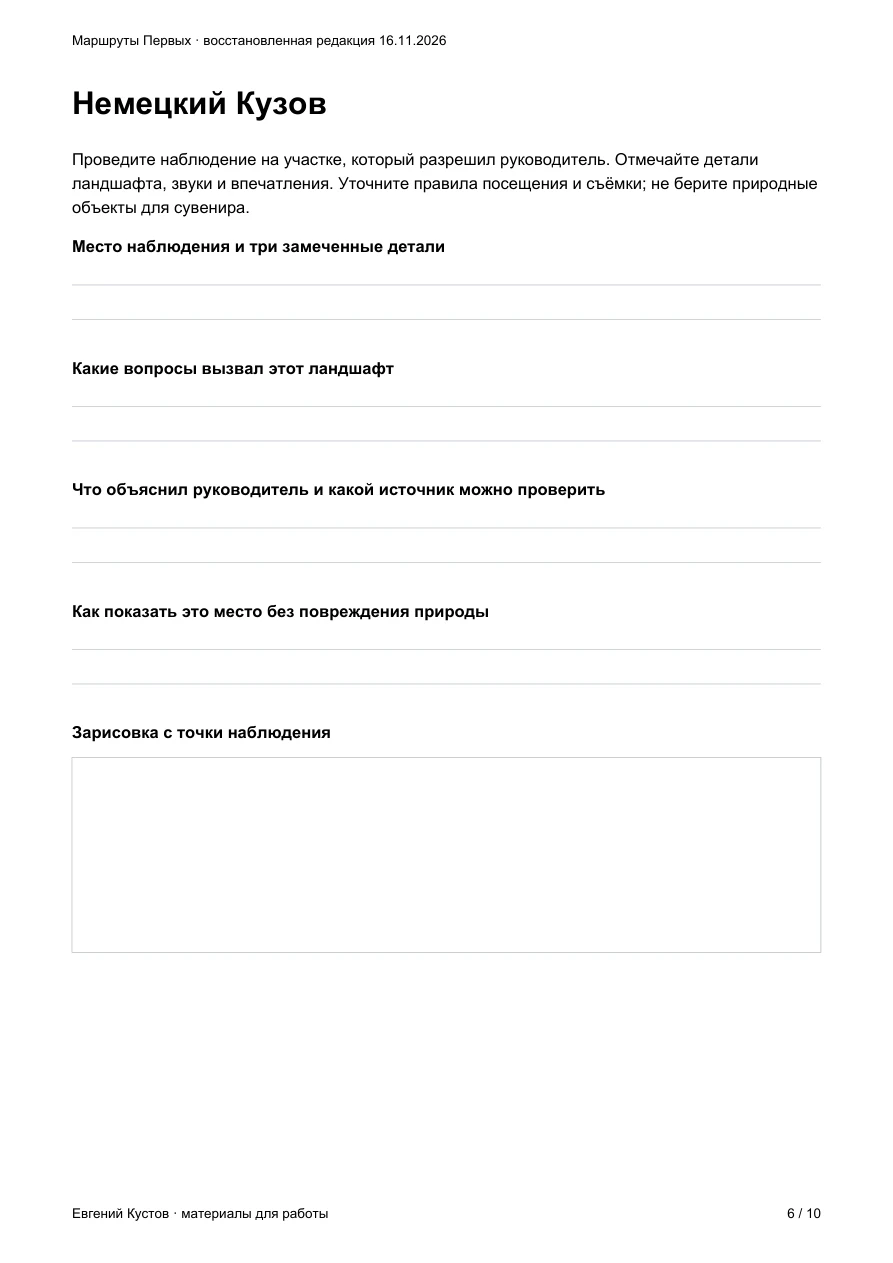 Маршруты Первых · восстановленная редакция 16.11.2026
Немецкий Кузов
Проведите наблюдение на участке, который разрешил руководитель. Отмечайте детали
ландшафта, звуки и впечатления. Уточните правила посещения и съёмки; не берите природные
объекты для сувенира.
Место наблюдения и три замеченные детали
Какие вопросы вызвал этот ландшафт
Что объяснил руководитель и какой источник можно проверить
Как показать это место без повреждения природы
Зарисовка с точки наблюдения
Евгений Кустов · материалы для работы
6 / 10